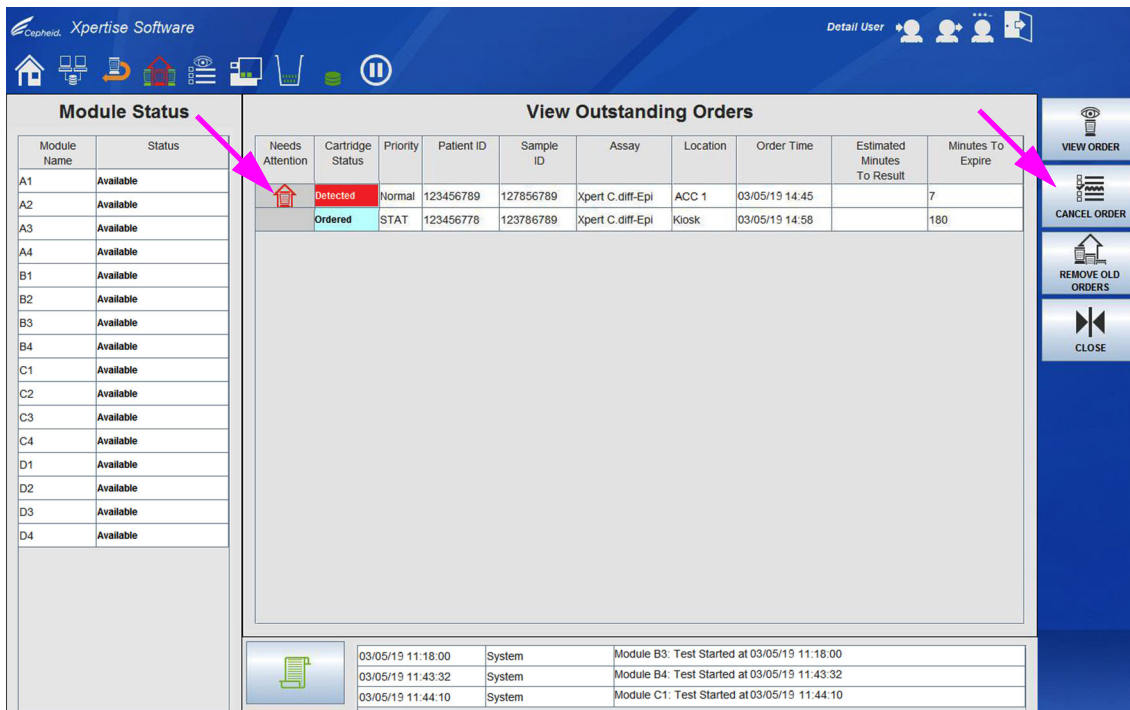 Cepheid. Xpertise Software
Detail User
Module Status
Module Name Status
A1 Available
A2 Available
A3 Available
A4 Available
B1 Available
B2 Available
B3 Available
B4 Available
C1 Available
C2 Available
C3 Available
C4 Available
D1 Available
D2 Available
D3 Available
D4 Available
View Outstanding Orders
Needs Attention Cartridge Status Priority Patient ID Sample ID Assay Location Order Time Estimated Minutes To Result Minutes To Expire
Detected Normal 123456789 127856789 Xpert C.diff-Epi ACC 1 03/05/19 14:45 7
Ordered STAT 123456778 123786789 Xpert C.diff-Epi Kiosk 03/05/19 14:58 180
VIEW ORDER
CANCEL ORDER
REMOVE OLD
ORDERS
CLOSE
03/05/19 11:18:00 System Module B3: Test Started at 03/05/19 11:18:00
03/05/19 11:43:32 System Module B4: Test Started at 03/05/19 11:43:32
03/05/19 11:44:10 System Module C1: Test Started at 03/05/19 11:44:10